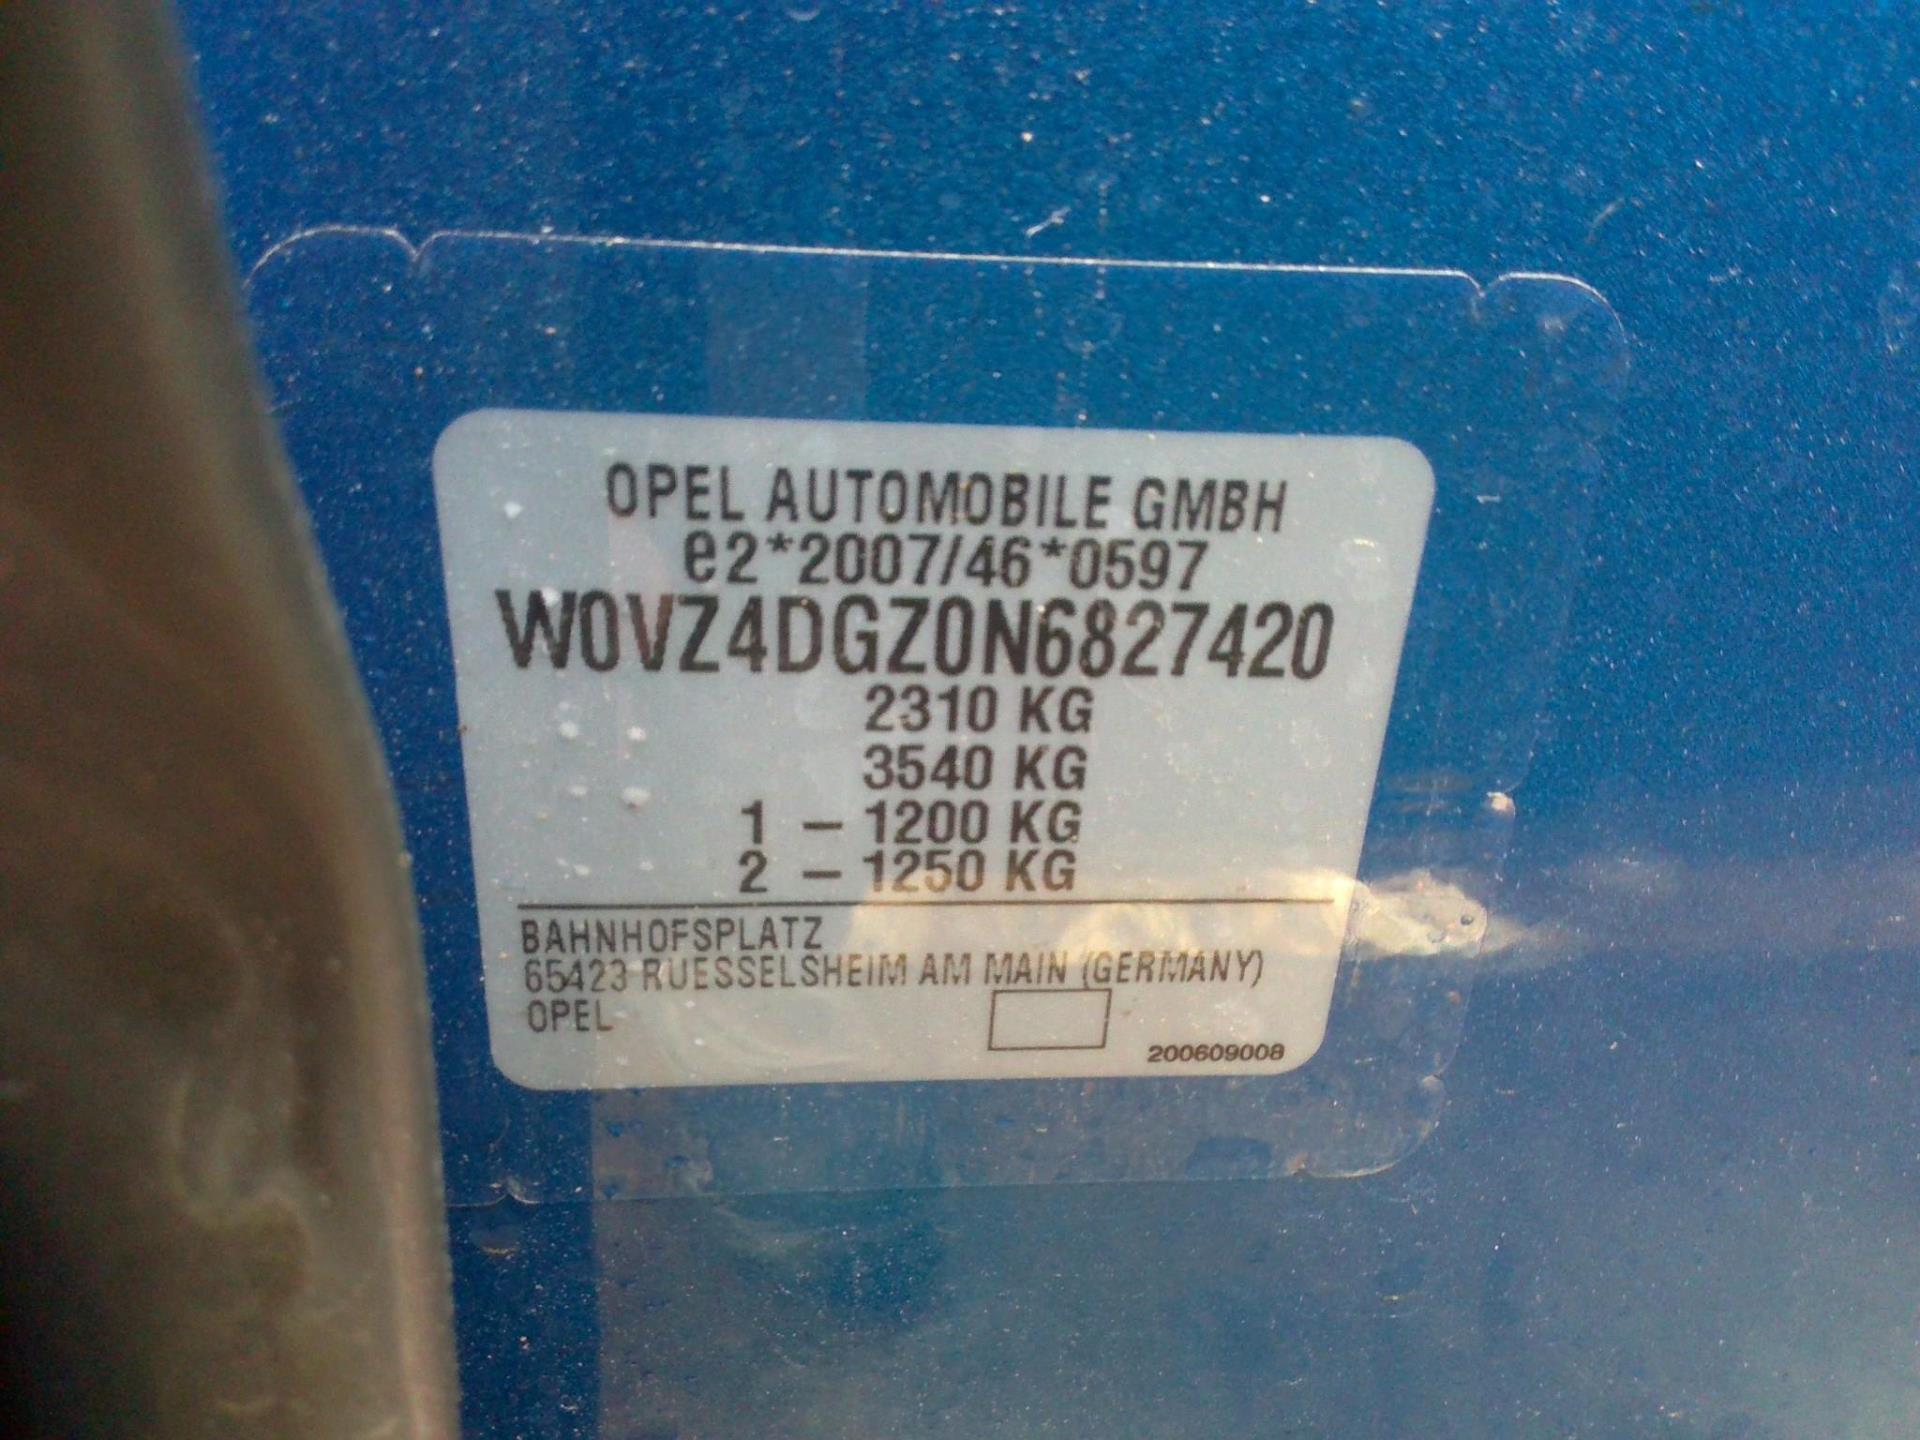 OPEL AUTOMOBILE GMBH
e2*2007/46*0597
W0VZ4DGZ0N6827420
2310 KG
3540 KG
1 – 1200 KG
2 – 1250 KG
BAHNHOFSPLATZ
65423 RUESSELSHEIM AM MAIN (GERMANY)
OPEL
200609008